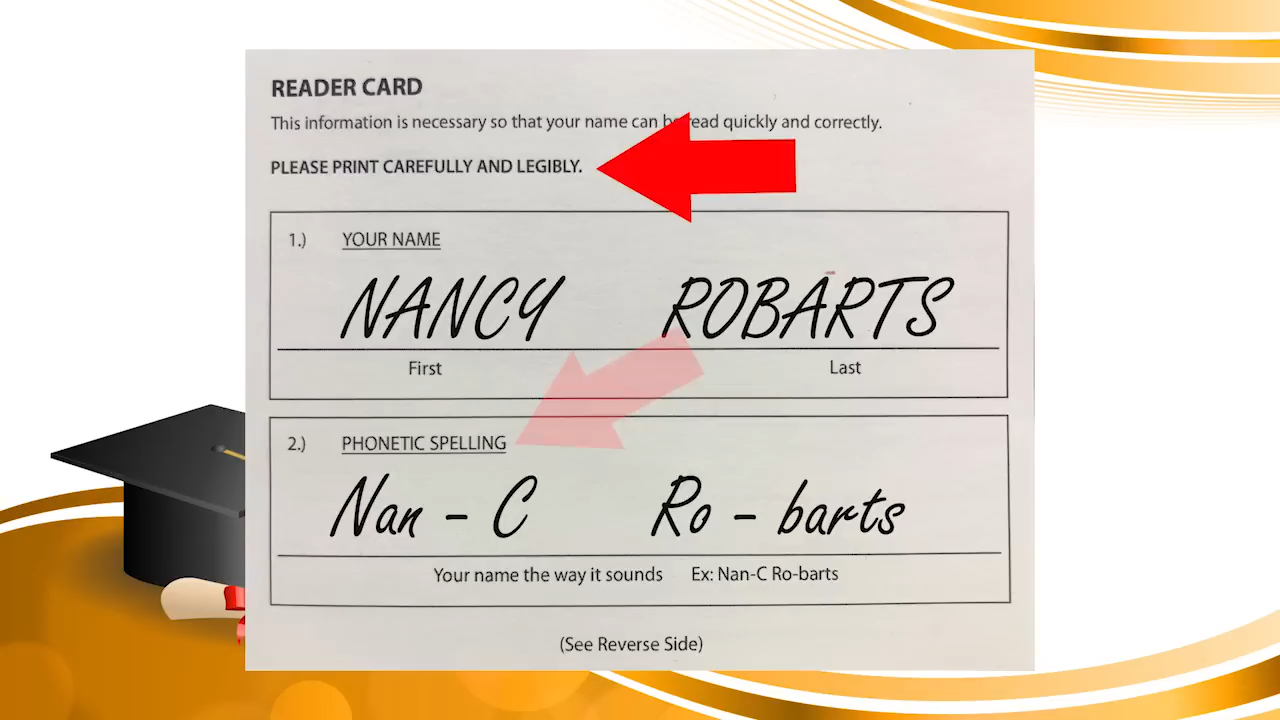 READER CARD
This information is necessary so that your name can be read quickly and correctly.
PLEASE PRINT CAREFULLY AND LEGIBLY.
1.) YOUR NAME
NANCY ROBARTS
First Last
2.) PHONETIC SPELLING
Nan - C Ro - barts
Your name the way it sounds Ex: Nan-C Ro-barts
(See Reverse Side)